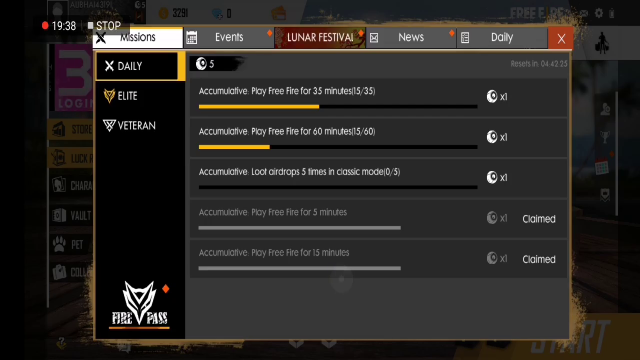 19:38 STOP
3291
0
FREE FIRE
Missions
Events
LUNAR FESTIVAL
News
Daily
X
DAILY
5
Resets In: 04:42:25
ELITE
VETERAN
Accumulative: Play Free Fire for 35 minutes(15/35)
x1
Accumulative: Play Free Fire for 60 minutes(15/60)
x1
Accumulative: Loot airdrops 5 times in classic mode(0/5)
x1
Accumulative: Play Free Fire for 5 minutes
x1 Claimed
Accumulative: Play Free Fire for 15 minutes
x1 Claimed
FIRE PASS
LOGIN
STORE
LUCK
CHARA
VAULT
PET
COLL
START